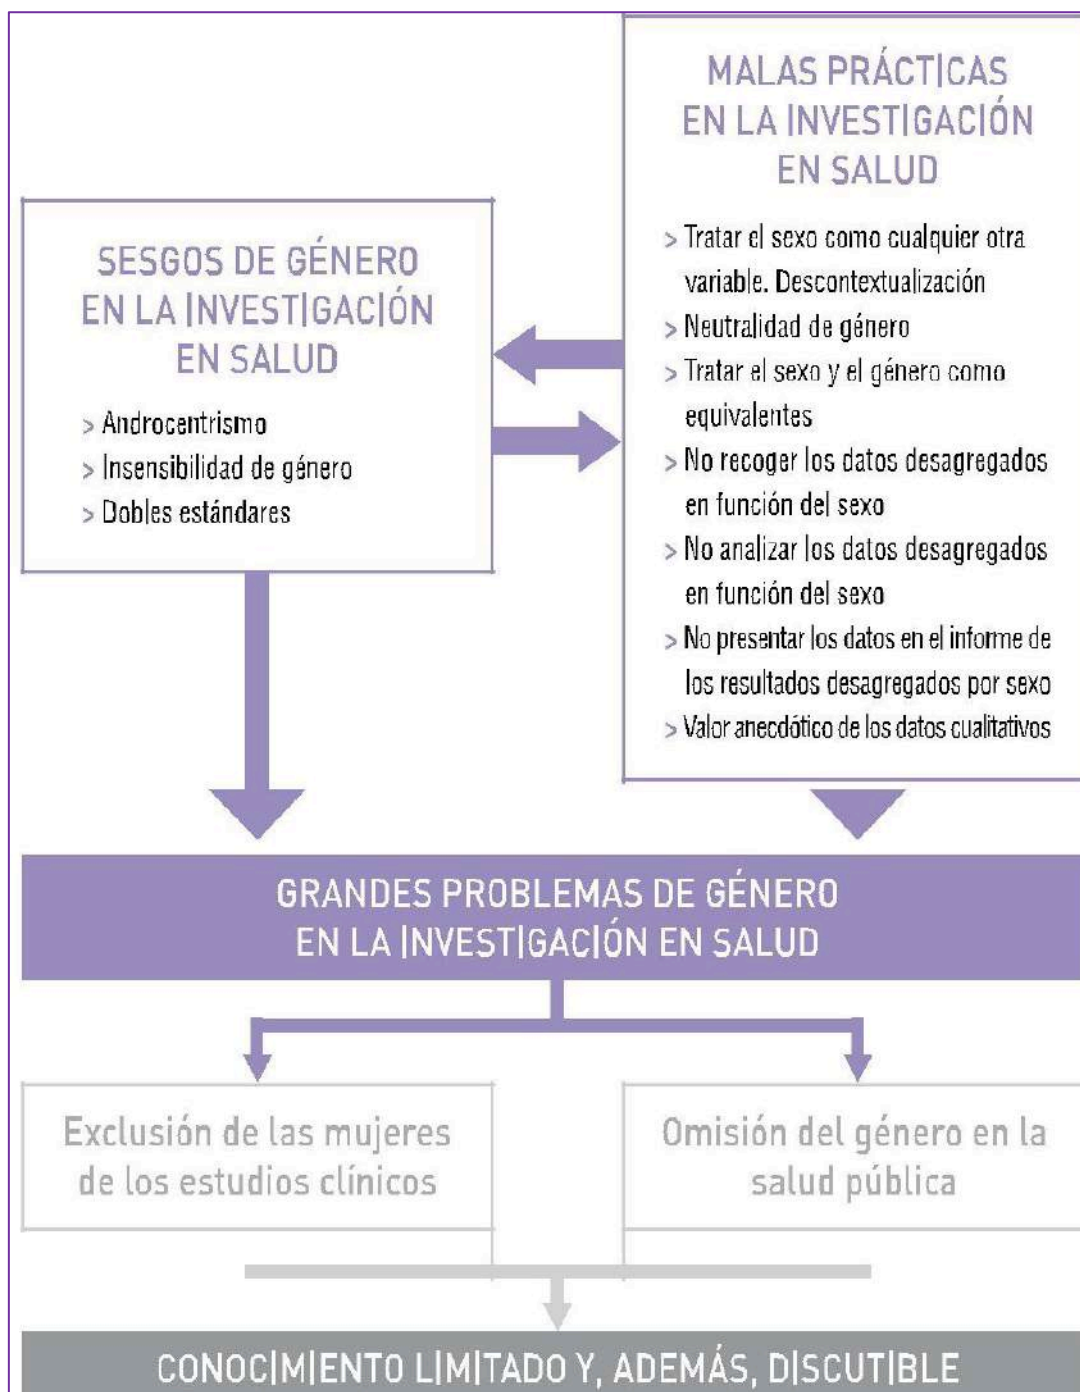 SESGOS DE GÉNERO
EN LA INVESTIGACIÓN
EN SALUD
> Androcentrismo
> Insensibilidad de género
> Dobles estándares
MALAS PRÁCTICAS
EN LA INVESTIGACIÓN
EN SALUD
> Tratar el sexo como cualquier otra
variable. Descontextualización
> Neutralidad de género
> Tratar el sexo y el género como
equivalentes
> No recoger los datos desagregados
en función del sexo
> No analizar los datos desagregados
en función del sexo
> No presentar los datos en el informe de
los resultados desagregados por sexo
> Valor anecdótico de los datos cualitativos
GRANDES PROBLEMAS DE GÉNERO
EN LA INVESTIGACIÓN EN SALUD
Exclusión de las mujeres
de los estudios clínicos
Omisión del género en la
salud pública
CONOCIMIENTO LIMITADO Y, ADEMÁS, DISCUTIBLE